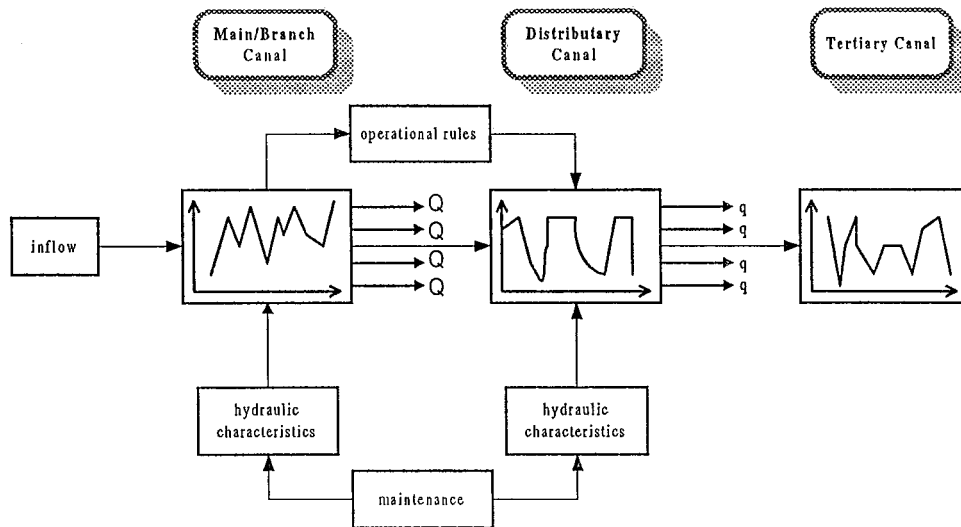 Main/Branch
Canal
Distributary
Canal
Tertiary Canal
operational rules
inflow
Q
Q
Q
Q
q
q
q
q
hydraulic
characteristics
hydraulic
characteristics
maintenance